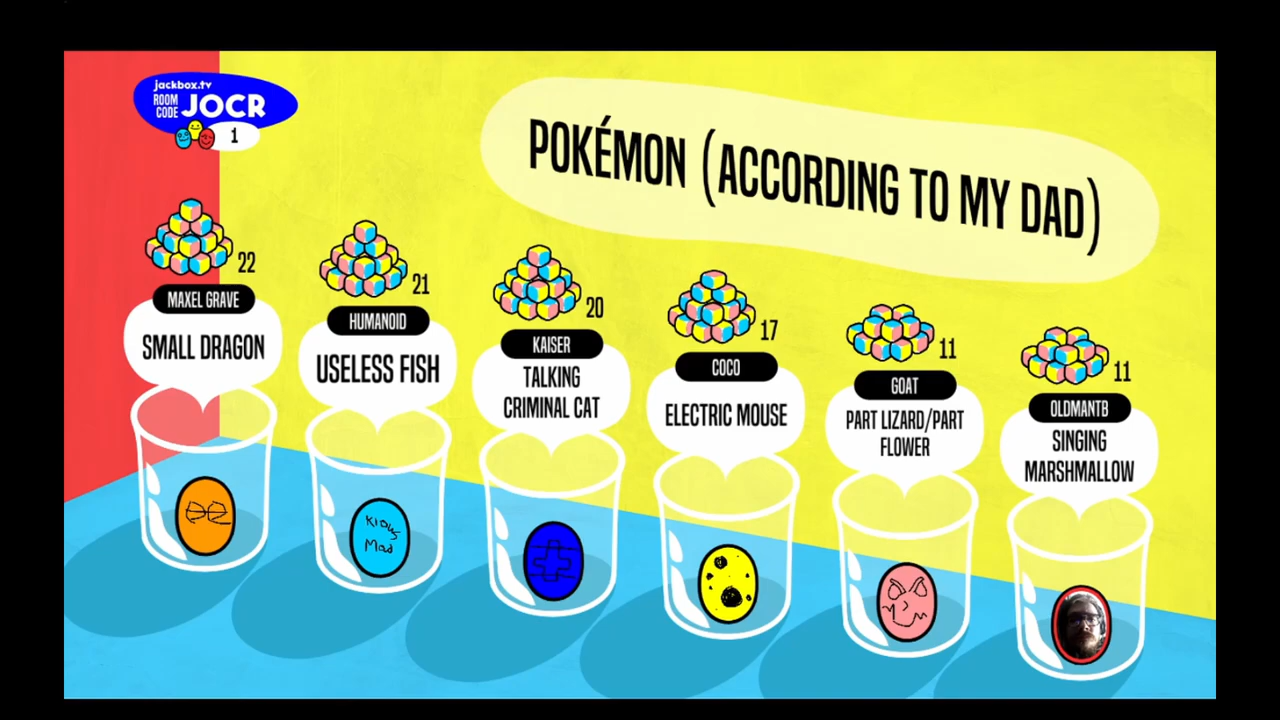 jackbox.tv
ROOM
CODE
JOCR
1
POKÉMON (ACCORDING TO MY DAD)
22
MAXEL GRAVE
SMALL DRAGON
21
HUMANOID
USELESS FISH
Klows
Mad
20
KAISER
TALKING
CRIMINAL CAT
17
COCO
ELECTRIC MOUSE
11
GOAT
PART LIZARD/PART
FLOWER
11
OLDMANTB
SINGING
MARSHMALLOW